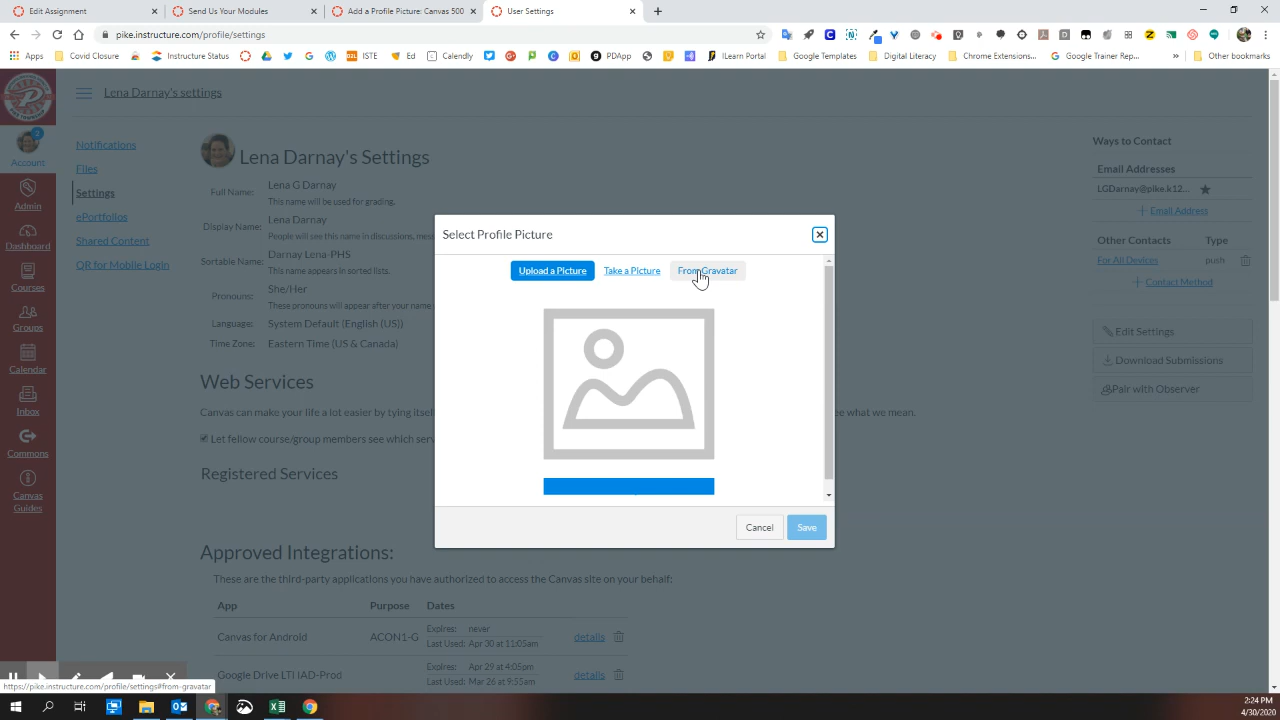 Edit Assignment
Send Us Your Modules
Add a Profile Picture: Canvas 500
User Settings
pike.instructure.com/profile/settings
Apps
Covid Closure
Instructure Status
ISTE
Ed
Calendly
PDApp
ILearn Portal
Google Templates
Digital Literacy
Chrome Extensions...
Google Trainer Rep...
»
Other bookmarks
Lena Darnay's settings
2
Account
Admin
Dashboard
Courses
Groups
Calendar
Inbox
Commons
Canvas
Guides
Notifications
Files
Settings
ePortfolios
Shared Content
QR for Mobile Login
Lena Darnay's Settings
Full Name: Lena G Darnay
This name will be used for grading.
Display Name: Lena Darnay
People will see this name in discussions, mes
Sortable Name: Darnay Lena-PHS
This name appears in sorted lists.
Pronouns: She/Her
These pronouns will appear after your name
Language: System Default (English (US))
Time Zone: Eastern Time (US & Canada)
Web Services
Canvas can make your life a lot easier by tying itsel
see what we mean.
Let fellow course/group members see which serv
Registered Services
Approved Integrations:
These are the third-party applications you have authorized to access the Canvas site on your behalf:
App Purpose Dates
Canvas for Android ACON1-G Expires: never
Last Used: Apr 30 at 11:05am details
Google Drive LTI IAD-Prod Expires: Apr 29 at 4:05pm
Last Used: Mar 26 at 9:55am details
Select Profile Picture
Upload a Picture
Take a Picture
From Gravatar
Cancel
Save
Ways to Contact
Email Addresses
LGDarnay@pike.k12...
Email Address
Other Contacts Type
For All Devices push
Contact Method
Edit Settings
Download Submissions
Pair with Observer
https://pike.instructure.com/profile/settings#from-gravatar
2:24 PM
4/30/2020